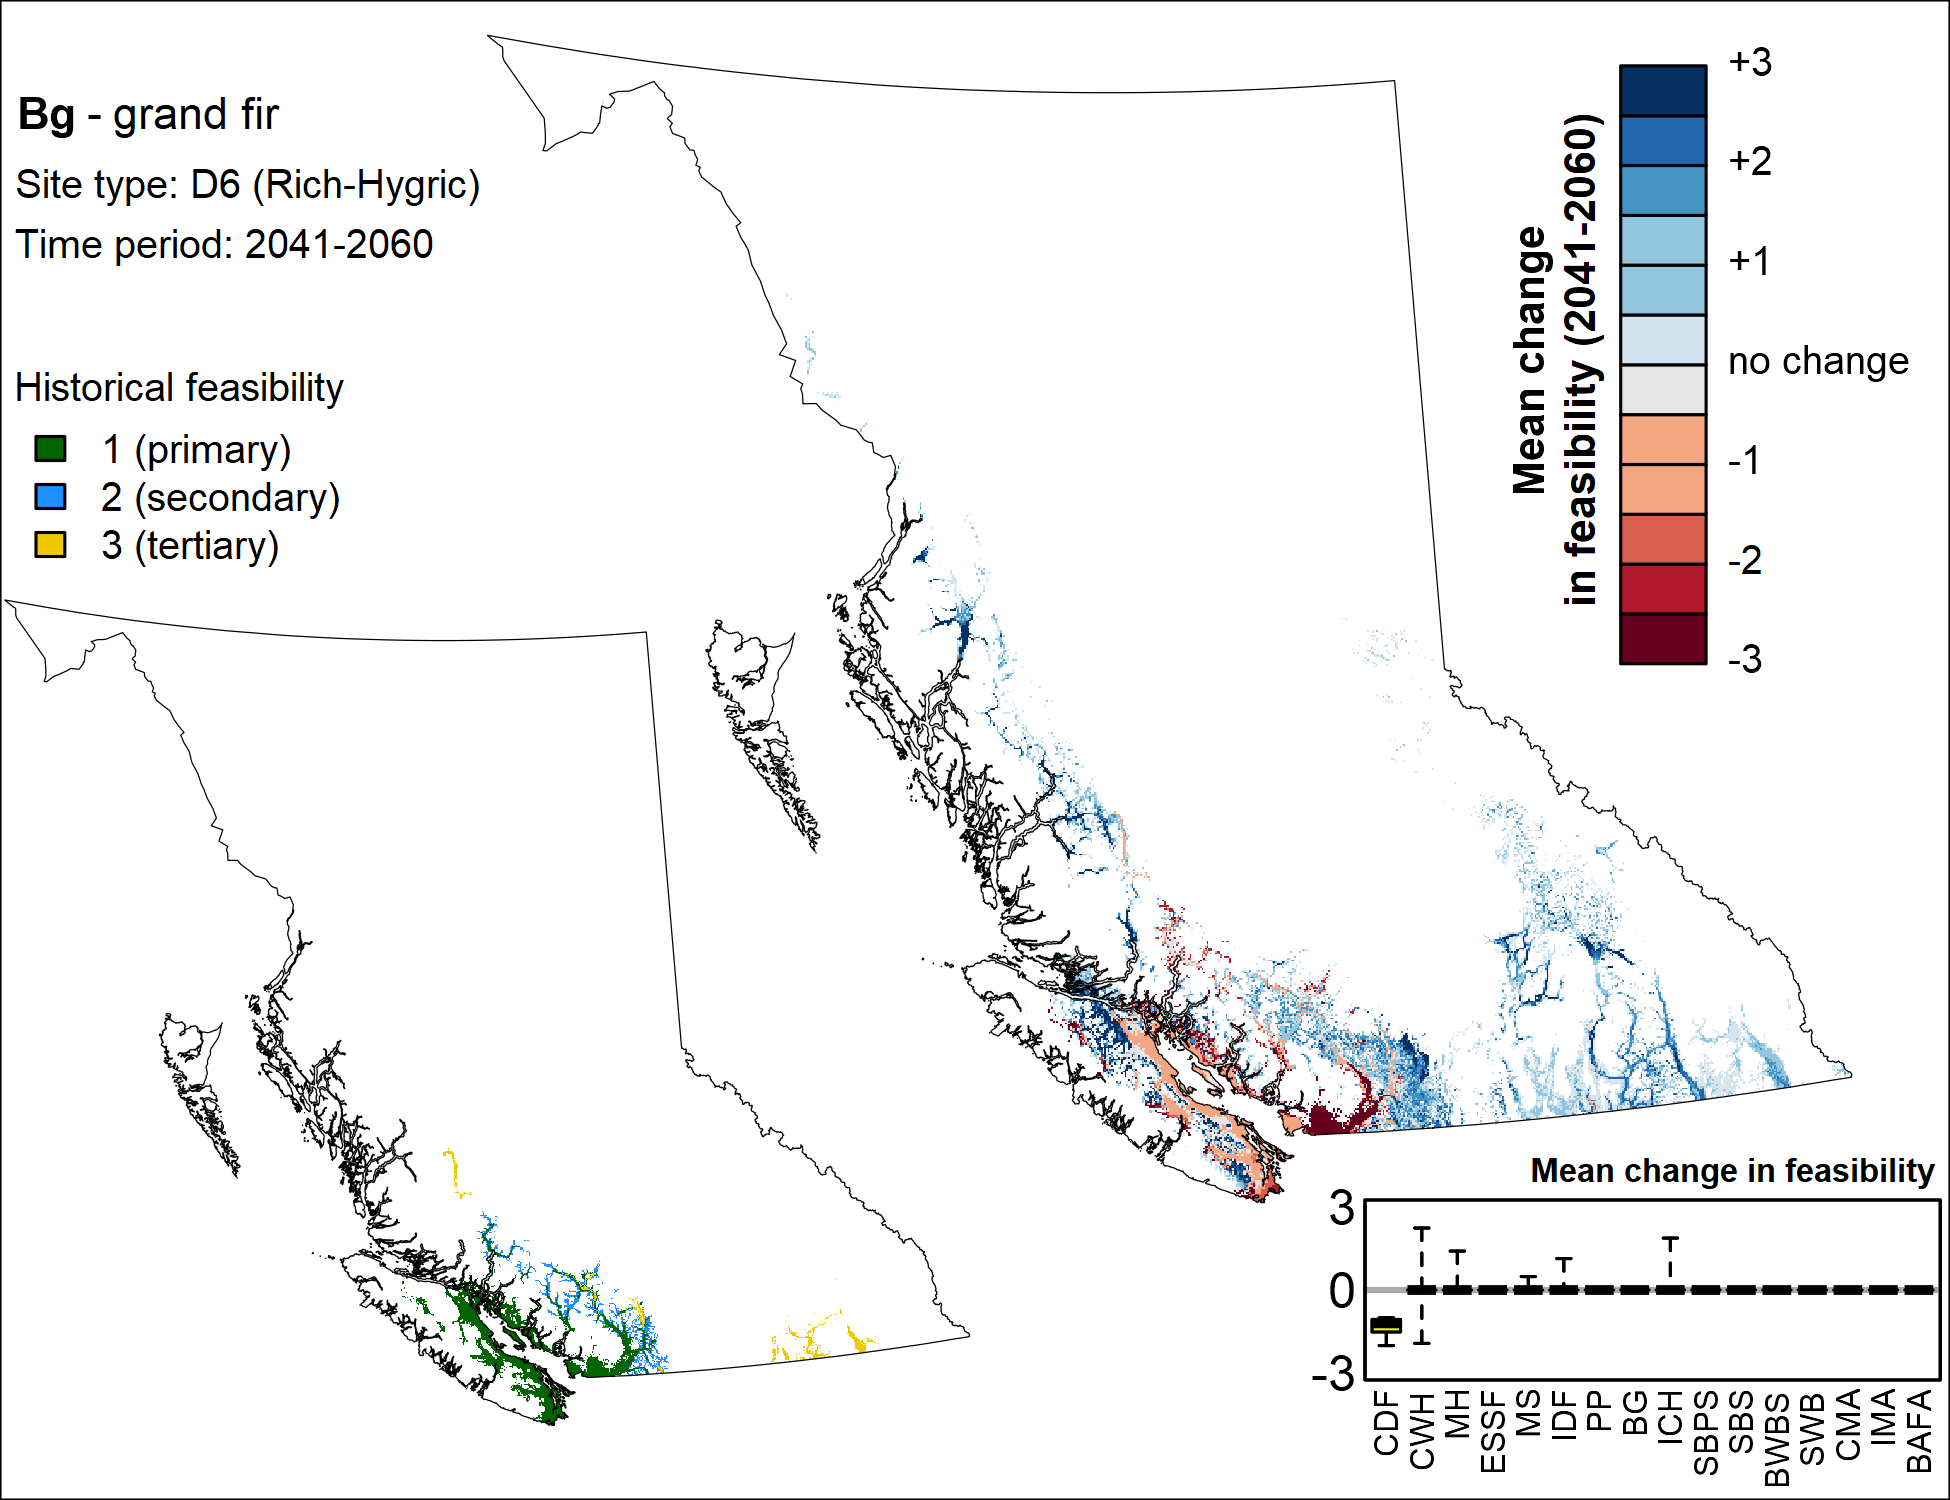 Bg - grand fir
Site type: D6 (Rich-Hygric)
Time period: 2041-2060
Historical feasibility
1 (primary)
2 (secondary)
3 (tertiary)
Mean change
in feasibility (2041-2060)
+3
+2
+1
no change
-1
-2
-3
Mean change in feasibility
3
0
-3
CDF
CWH
MH
ESSF
MS
IDF
PP
BG
ICH
SBPS
SBS
BWBS
SWB
CMA
IMA
BAFA